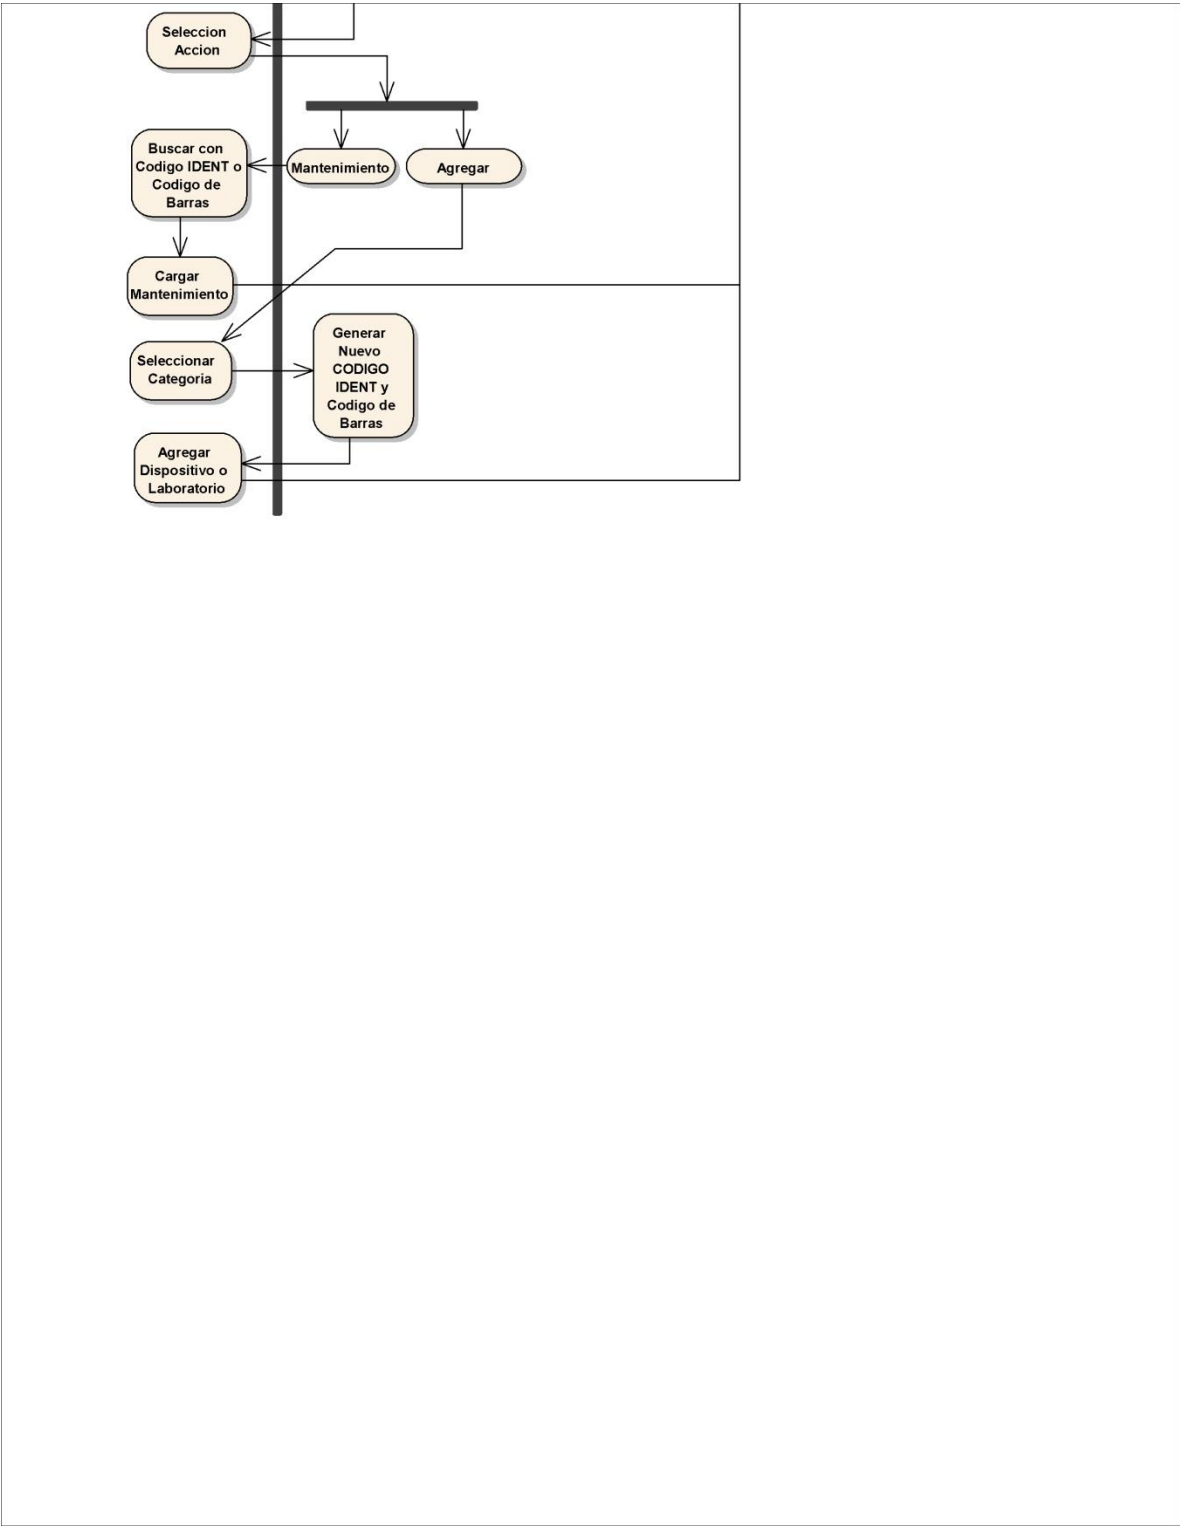 Seleccion
Accion
Buscar con
Codigo IDENT o
Codigo de
Barras
Mantenimiento
Agregar
Cargar
Mantenimiento
Seleccionar
Categoria
Generar
Nuevo
CODIGO
IDENT y
Codigo de
Barras
Agregar
Dispositivo o
Laboratorio